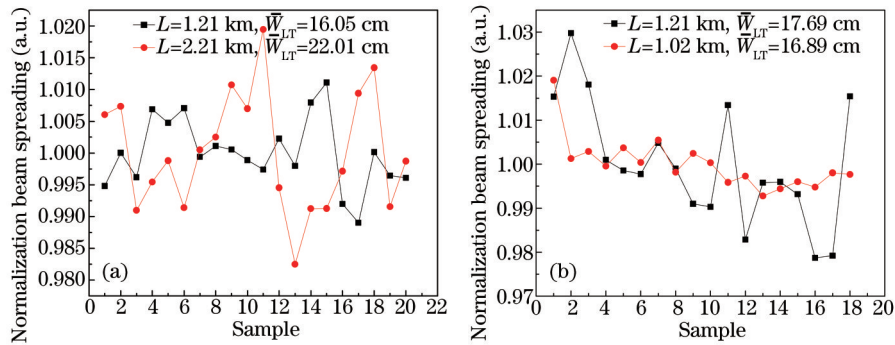 L=1.21 km, W̄LT=16.05 cm
L=2.21 km, W̄LT=22.01 cm
Normalization beam spreading (a.u.)
1.020
1.015
1.010
1.005
1.000
0.995
0.990
0.985
0.980
(a)
0 2 4 6 8 10 12 14 16 18 20 22
Sample
L=1.21 km, W̄LT=17.69 cm
L=1.02 km, W̄LT=16.89 cm
Normalization beam spreading (a.u.)
1.03
1.02
1.01
1.00
0.99
0.98
0.97
(b)
0 2 4 6 8 10 12 14 16 18 20
Sample